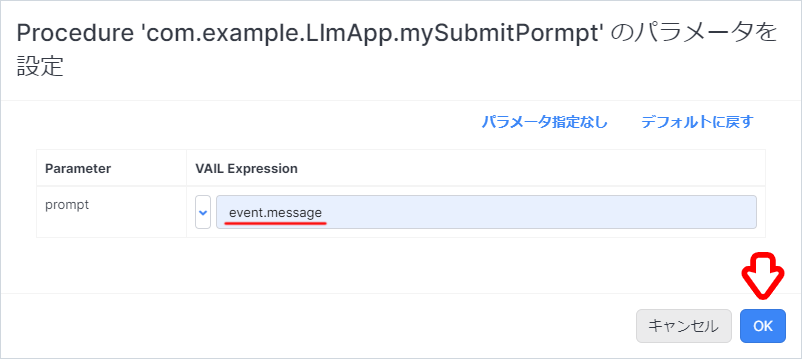 Procedure 'com.example.LlmApp.mySubmitPormpt' のパラメータを
設定
パラメータ指定なし デフォルトに戻す
Parameter VAIL Expression
prompt event.message
キャンセル OK